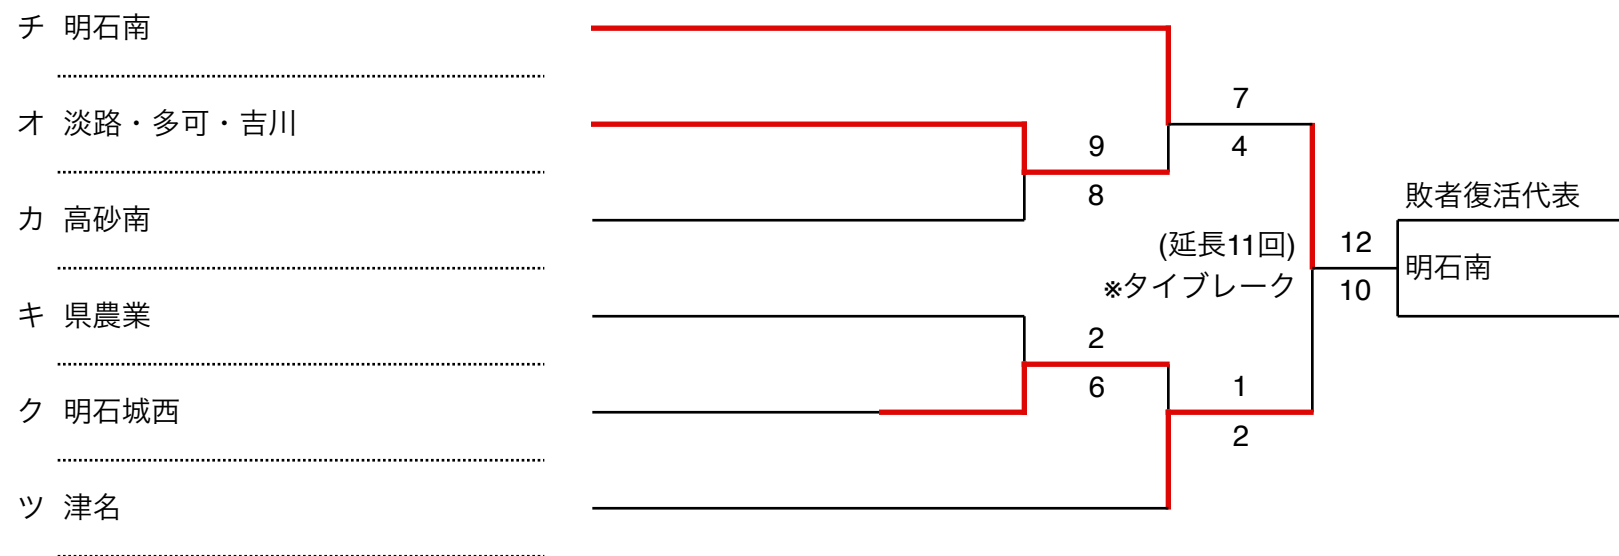 チ 明石南
7
オ 淡路・多可・吉川
9
4
8
敗者復活代表
カ 高砂南
(延長11回)
12
明石南
※タイブレーク
10
キ 県農業
2
6
1
ク 明石城西
2
ツ 津名